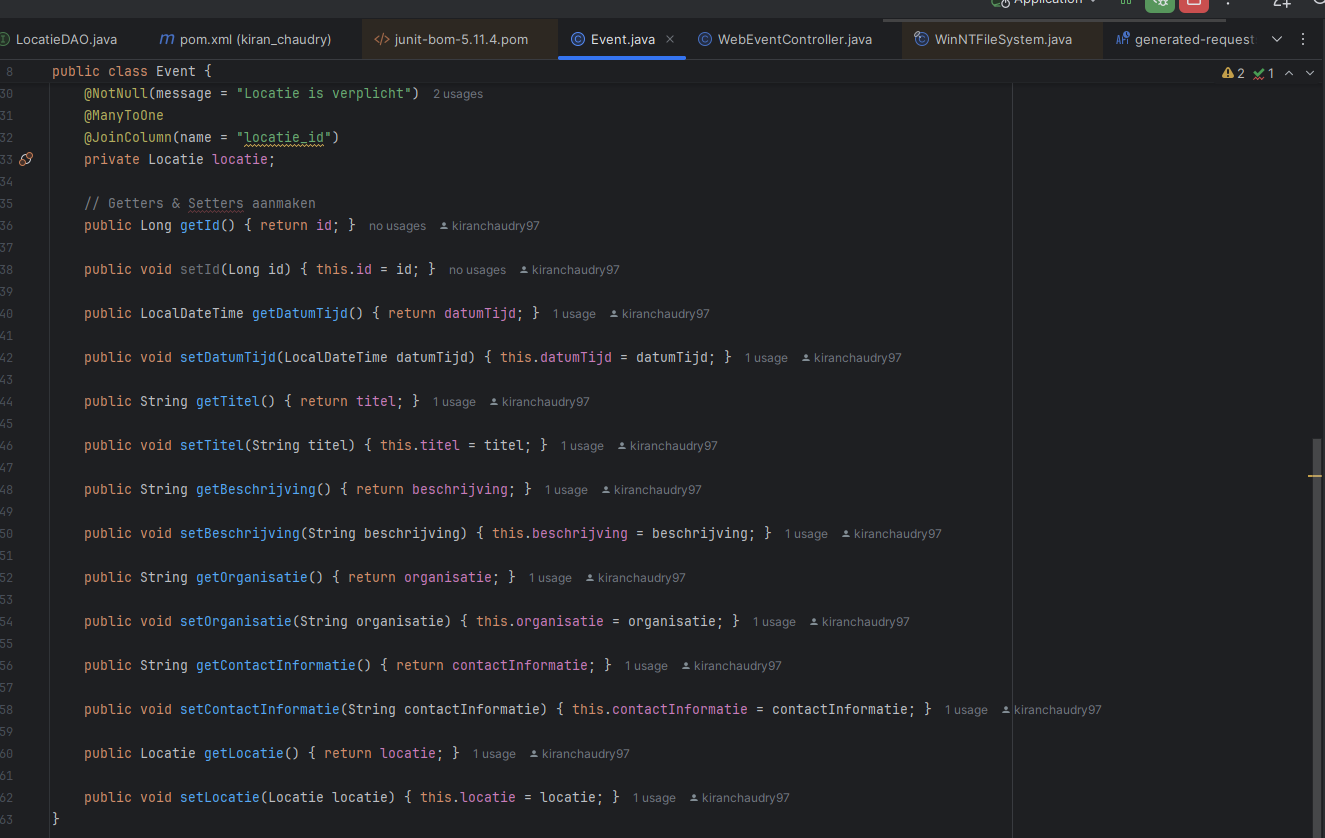 Application
LocatieDAO.java pom.xml (kiran_chaudry) junit-bom-5.11.4.pom Event.java WebEventController.java WinNTFileSystem.java generated-request
8 public class Event { 2 1
30 @NotNull(message = "Locatie is verplicht") 2 usages
31 @ManyToOne
32 @JoinColumn(name = "locatie_id")
33 private Locatie locatie;
34
35 // Getters & Setters aanmaken
36 public Long getId() { return id; } no usages kiranchaudry97
37
38 public void setId(Long id) { this.id = id; } no usages kiranchaudry97
39
40 public LocalDateTime getDatumTijd() { return datumTijd; } 1 usage kiranchaudry97
41
42 public void setDatumTijd(LocalDateTime datumTijd) { this.datumTijd = datumTijd; } 1 usage kiranchaudry97
43
44 public String getTitel() { return titel; } 1 usage kiranchaudry97
45
46 public void setTitel(String titel) { this.titel = titel; } 1 usage kiranchaudry97
47
48 public String getBeschrijving() { return beschrijving; } 1 usage kiranchaudry97
49
50 public void setBeschrijving(String beschrijving) { this.beschrijving = beschrijving; } 1 usage kiranchaudry97
51
52 public String getOrganisatie() { return organisatie; } 1 usage kiranchaudry97
53
54 public void setOrganisatie(String organisatie) { this.organisatie = organisatie; } 1 usage kiranchaudry97
55
56 public String getContactInformatie() { return contactInformatie; } 1 usage kiranchaudry97
57
58 public void setContactInformatie(String contactInformatie) { this.contactInformatie = contactInformatie; } 1 usage kiranchaudry97
59
60 public Locatie getLocatie() { return locatie; } 1 usage kiranchaudry97
61
62 public void setLocatie(Locatie locatie) { this.locatie = locatie; } 1 usage kiranchaudry97
63 }